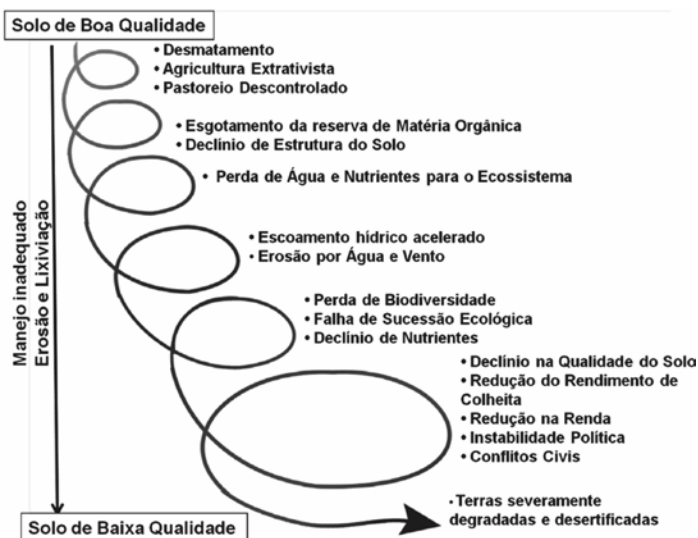 Solo de Boa Qualidade
• Desmatamento
• Agricultura Extrativista
• Pastoreio Descontrolado
• Esgotamento da reserva de Matéria Orgânica
• Declínio de Estrutura do Solo
• Perda de Água e Nutrientes para o Ecossistema
• Escoamento hídrico acelerado
• Erosão por Água e Vento
• Perda de Biodiversidade
• Falha de Sucessão Ecológica
• Declínio de Nutrientes
• Declínio na Qualidade do Solo
• Redução do Rendimento de
Colheita
• Redução na Renda
• Instabilidade Política
• Conflitos Civis
• Terras severamente
degradadas e desertificadas
Manejo inadequado
Erosão e Lixiviação
Solo de Baixa Qualidade